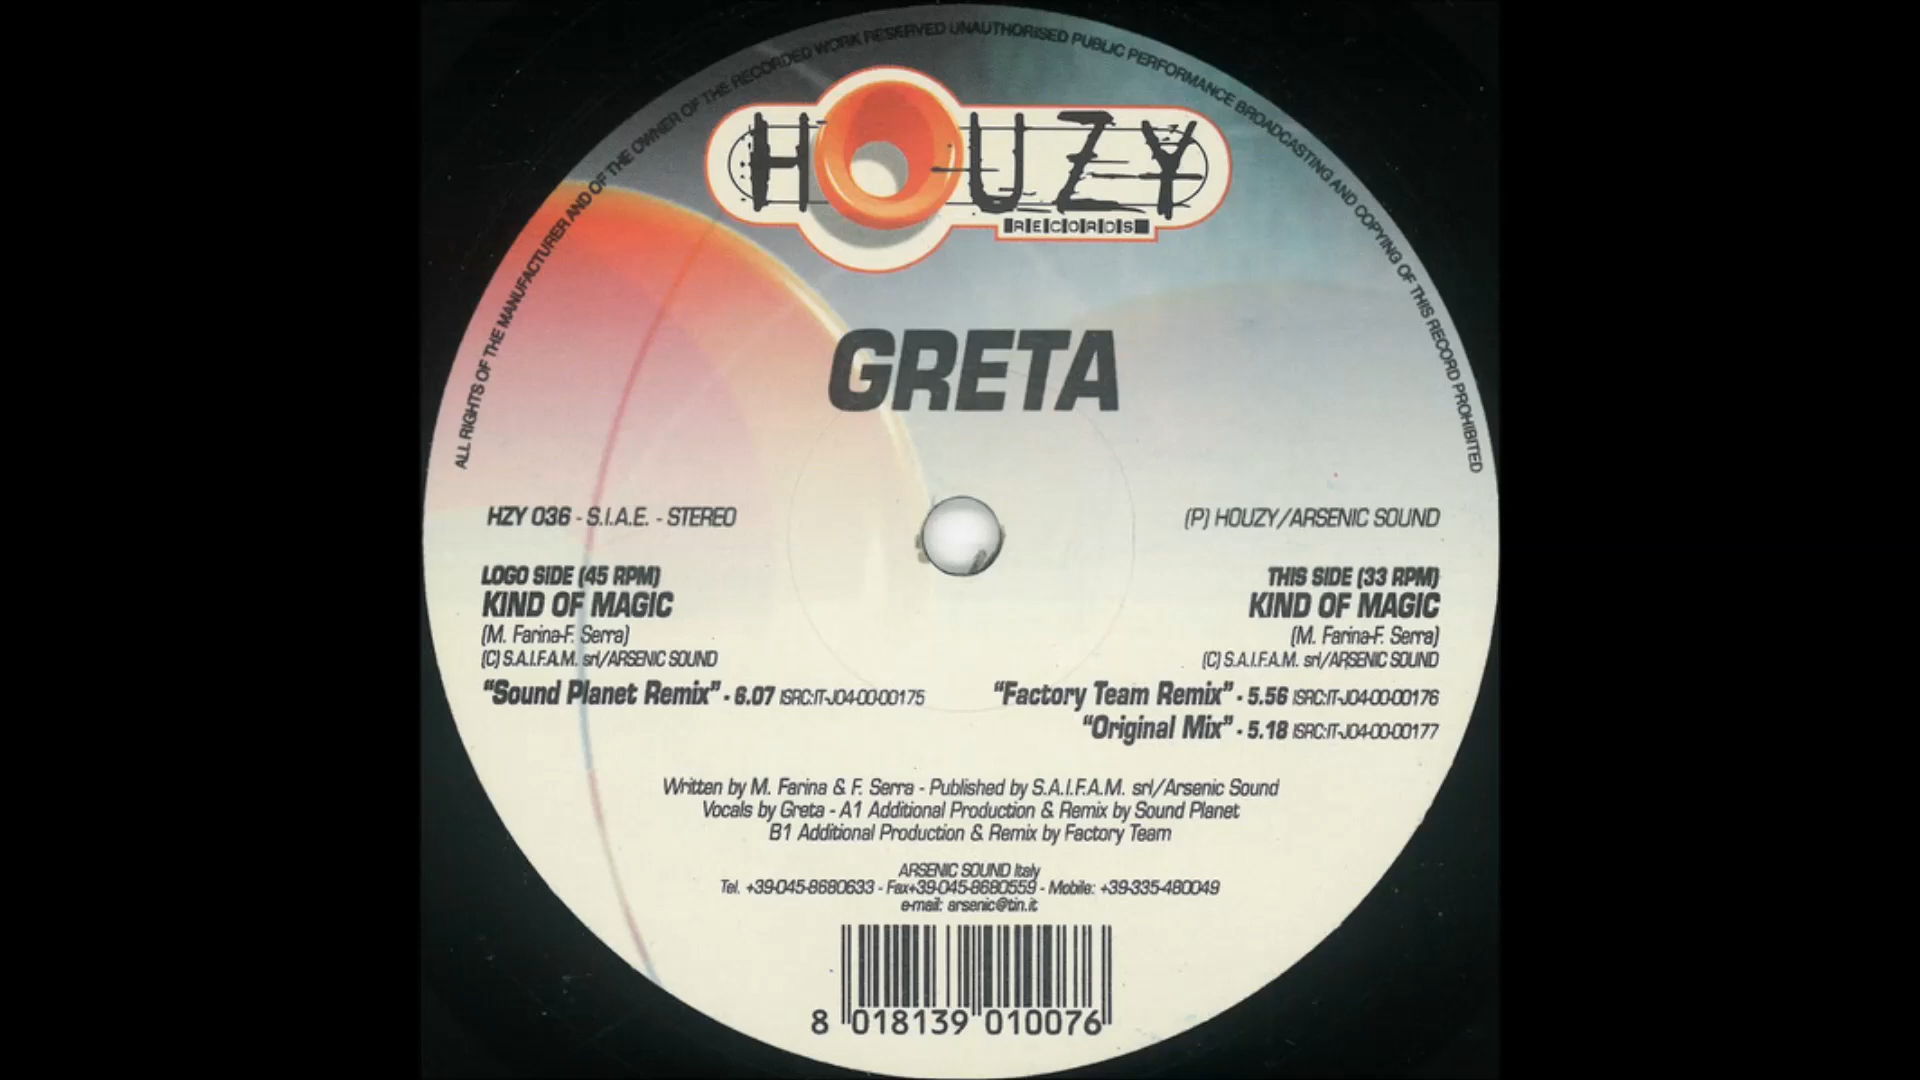 ALL RIGHTS OF THE MANUFACTURER AND OF THE OWNER OF THE RECORDED WORK RESERVED UNAUTHORISED PUBLIC PERFORMANCE BROADCASTING AND COPYING OF THIS RECORD PROHIBITED
HOUZY
RECORDS
GRETA
HZY 036 - S.I.A.E. - STEREO
(P) HOUZY/ARSENIC SOUND
LOGO SIDE (45 RPM)
KIND OF MAGIC
(M. Farina-F. Serra)
(C) S.A.I.F.A.M. srl/ARSENIC SOUND
"Sound Planet Remix" - 6.07 ISRC:IT-J04-00-00175
THIS SIDE (33 RPM)
KIND OF MAGIC
(M. Farina-F. Serra)
(C) S.A.I.F.A.M. srl/ARSENIC SOUND
"Factory Team Remix" - 5.56 ISRC:IT-J04-00-00176
"Original Mix" - 5.18 ISRC:IT-J04-00-00177
Written by M. Farina & F. Serra - Published by S.A.I.F.A.M. srl/Arsenic Sound
Vocals by Greta - A1 Additional Production & Remix by Sound Planet
B1 Additional Production & Remix by Factory Team
ARSENIC SOUND Italy
Tel. +39-045-8680633 - Fax+39-045-8680559 - Mobile: +39-335-480049
e-mail: arsenic@tin.it
8 018139 010076